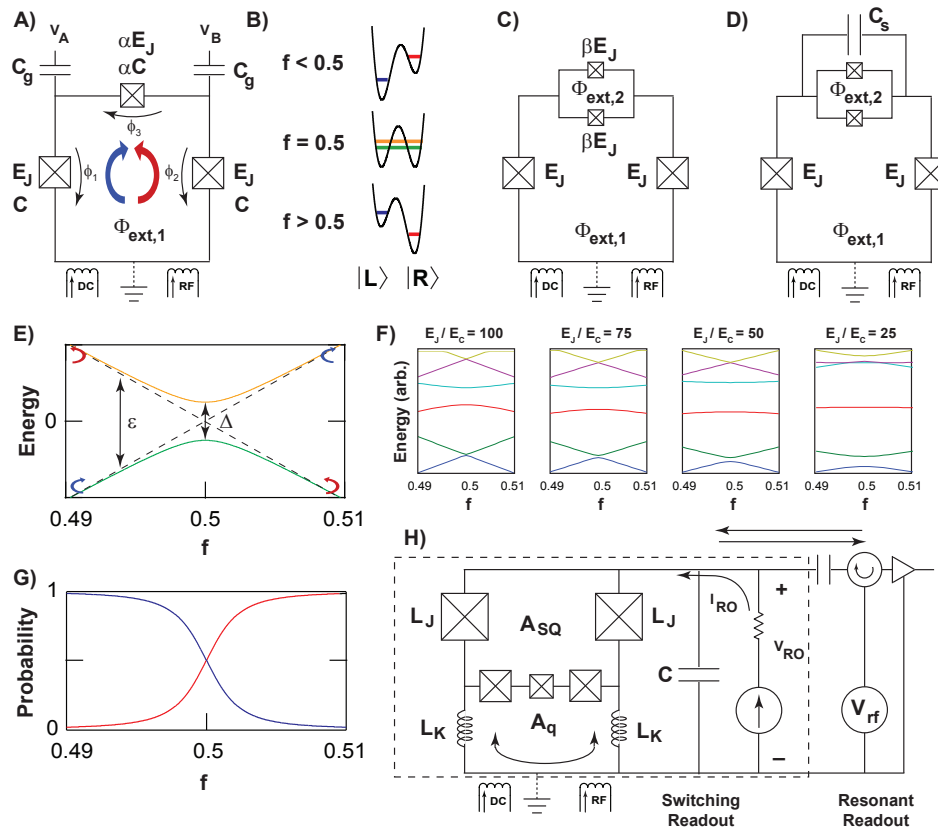 A)
V_A
αE_J
αC
V_B
C_g
C_g
ϕ_3
E_J
C
ϕ_1
ϕ_2
E_J
C
Φ_ext,1
DC
RF
B)
f < 0.5
f = 0.5
f > 0.5
|L⟩ |R⟩
C)
βE_J
Φ_ext,2
βE_J
E_J
E_J
Φ_ext,1
DC
RF
D)
C_s
Φ_ext,2
E_J
E_J
Φ_ext,1
DC
RF
E)
Energy
0
ε
Δ
0.49 0.5 0.51
f
F)
E_J / E_C = 100
E_J / E_C = 75
E_J / E_C = 50
E_J / E_C = 25
Energy (arb.)
0.49 0.5 0.51
0.49 0.5 0.51
0.49 0.5 0.51
0.49 0.5 0.51
f
f
f
f
G)
Probability
1
0
0.49 0.5 0.51
f
H)
L_J
A_SQ
L_J
I_RO
+
V_RO
C
L_K
A_q
L_K
V_rf
–
DC
RF
Switching
Readout
Resonant
Readout